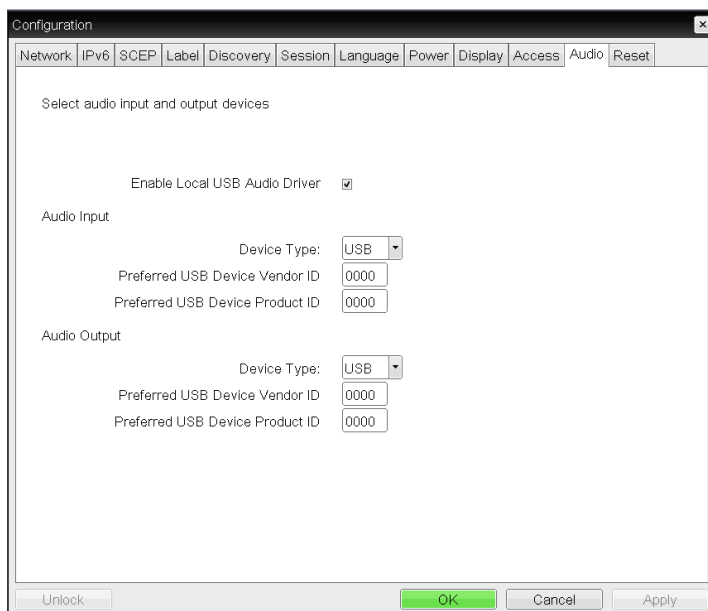 Configuration
Network IPv6 SCEP Label Discovery Session Language Power Display Access Audio Reset
Select audio input and output devices
Enable Local USB Audio Driver
Audio Input
Device Type: USB
Preferred USB Device Vendor ID 0000
Preferred USB Device Product ID 0000
Audio Output
Device Type: USB
Preferred USB Device Vendor ID 0000
Preferred USB Device Product ID 0000
Unlock OK Cancel Apply